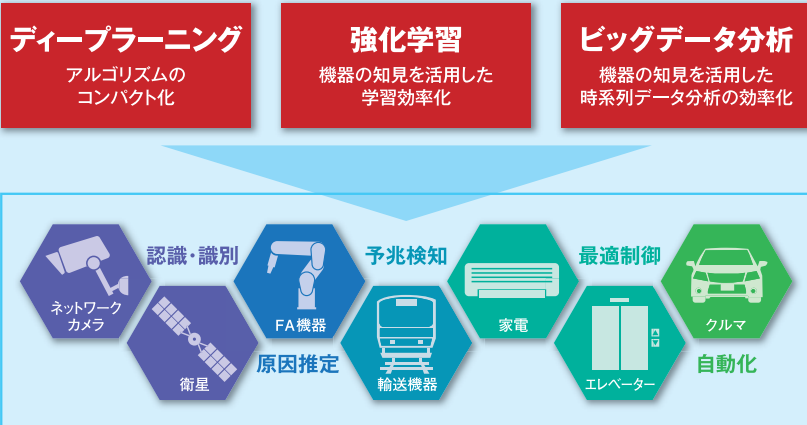 ディープラーニング
アルゴリズムの
コンパクト化
強化学習
機器の知見を活用した
学習効率化
ビッグデータ分析
機器の知見を活用した
時系列データ分析の効率化
ネットワーク
カメラ
認識・識別
衛星
FA機器
原因推定
予兆検知
輸送機器
家電
最適制御
エレベーター
クルマ
自動化